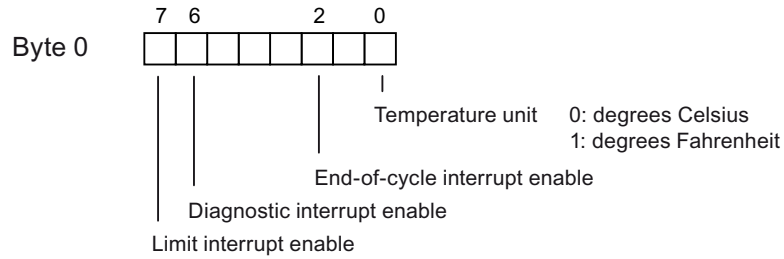 7 6 2 0
Byte 0
Temperature unit 0: degrees Celsius
1: degrees Fahrenheit
End-of-cycle interrupt enable
Diagnostic interrupt enable
Limit interrupt enable